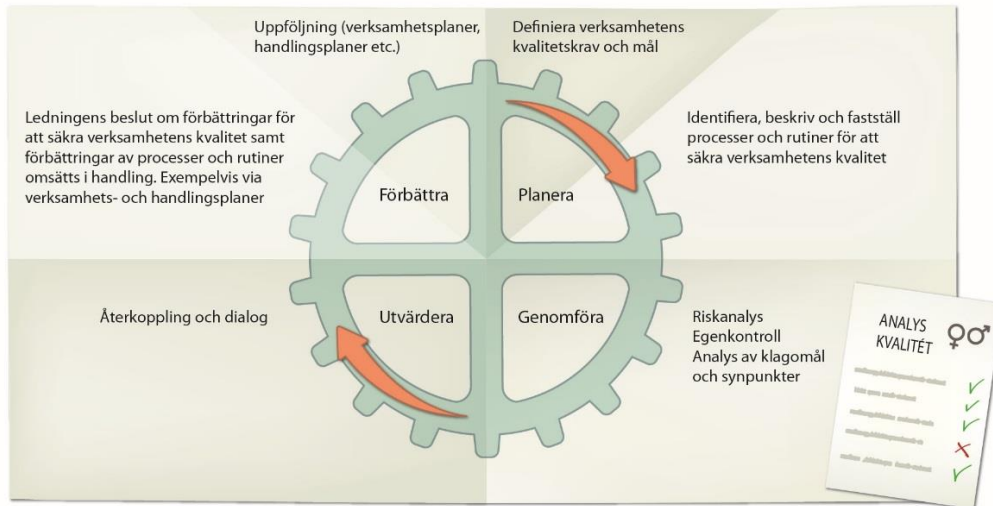 Uppföljning (verksamhetsplaner,
handlingsplaner etc.)
Definiera verksamhetens
kvalitetskrav och mål
Ledningens beslut om förbättringar för
att säkra verksamhetens kvalitet samt
förbättringar av processer och rutiner
omsätts i handling. Exempelvis via
verksamhets- och handlingsplaner
Identifiera, beskriv och fastställ
processer och rutiner för att
säkra verksamhetens kvalitet
Förbättra
Planera
Återkoppling och dialog
Utvärdera
Genomföra
Riskanalys
Egenkontroll
Analys av klagomål
och synpunkter
ANALYS
KVALITÉT